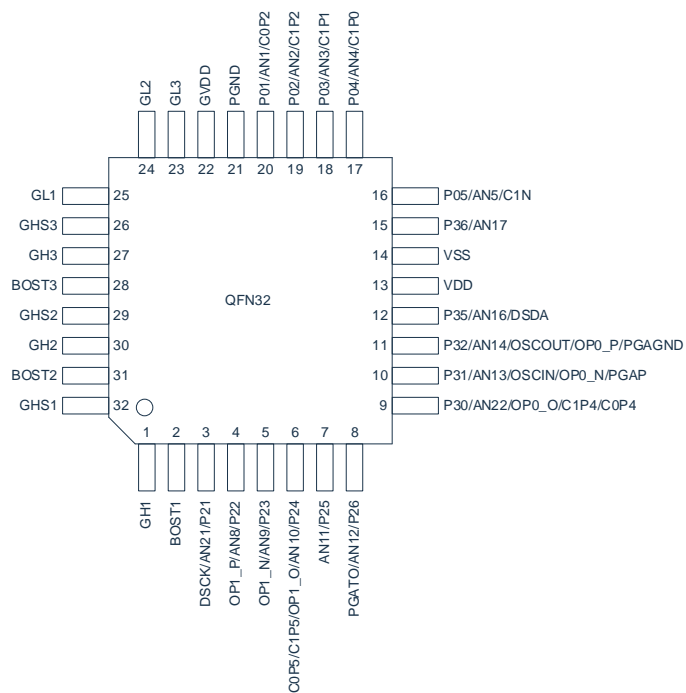 GL2
GL3
GVDD
PGND
P01/AN1/C0P2
P02/AN2/C1P2
P03/AN3/C1P1
P04/AN4/C1P0
24
23
22
21
20
19
18
17
GL1
25
GHS3
26
GH3
27
BOST3
28
GHS2
29
GH2
30
BOST2
31
GHS1
32
QFN32
16
P05/AN5/C1N
15
P36/AN17
14
VSS
13
VDD
12
P35/AN16/DSDA
11
P32/AN14/OSCOUT/OP0_P/PGAGND
10
P31/AN13/OSCIN/OP0_N/PGAP
9
P30/AN22/OP0_O/C1P4/C0P4
1
2
3
4
5
6
7
8
GH1
BOST1
DSCK/AN21/P21
OP1_P/AN8/P22
OP1_N/AN9/P23
C0P5/C1P5/OP1_O/AN10/P24
AN11/P25
PGATO/AN12/P26